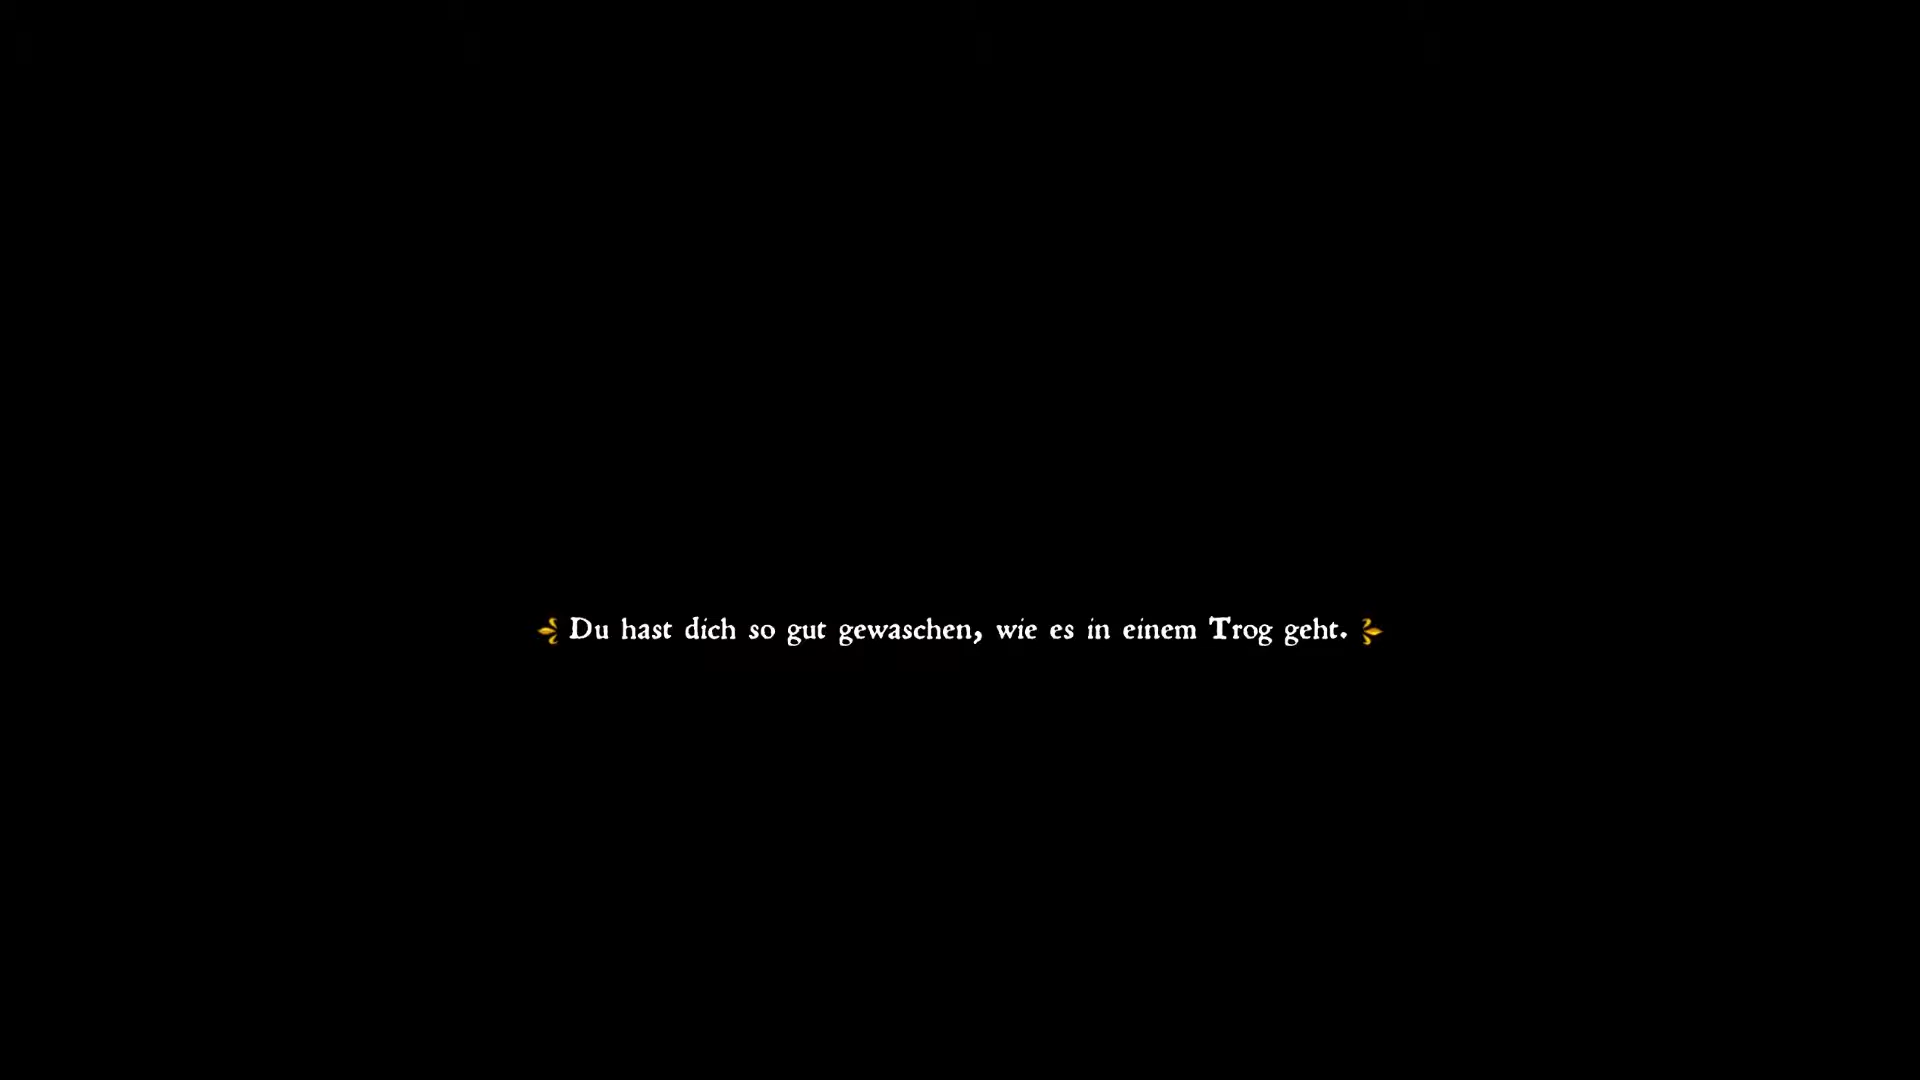 Du hast dich so gut gewaschen, wie es in einem Trog geht.